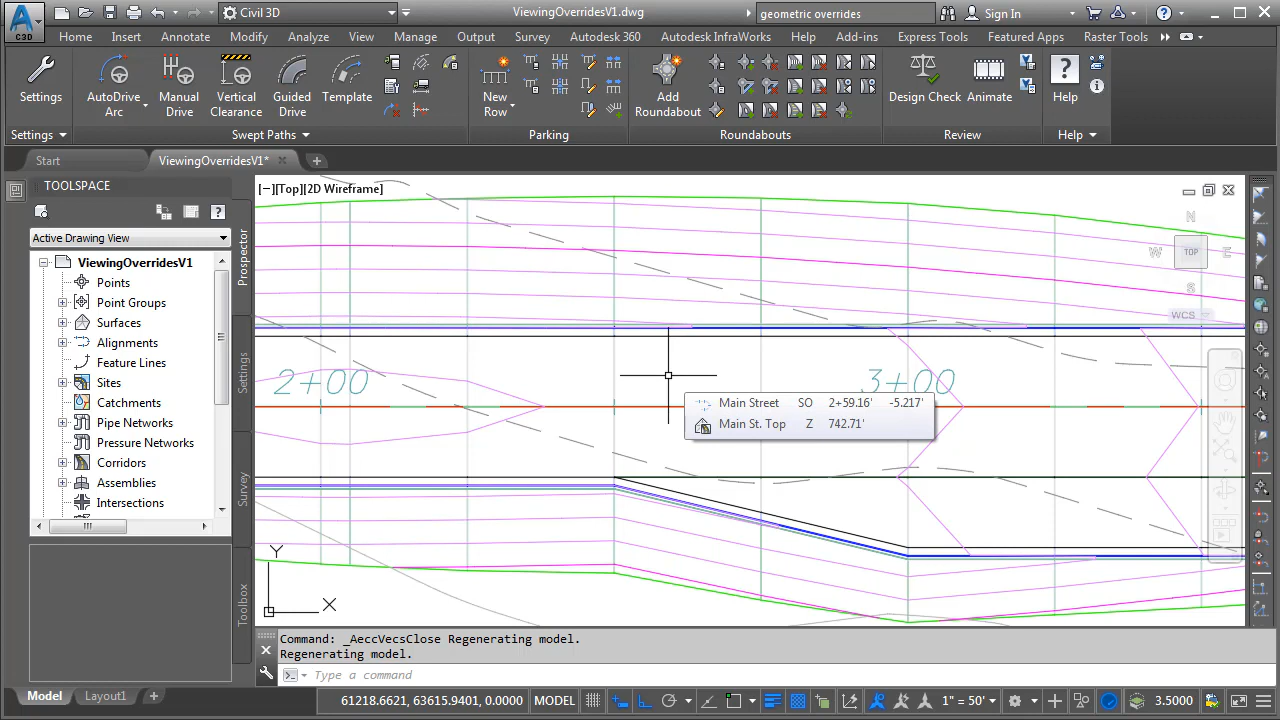 C3D
Civil 3D
ViewingOverridesV1.dwg
geometric overrides
Sign In
Home
Insert
Annotate
Modify
Analyze
View
Manage
Output
Survey
Autodesk 360
Autodesk InfraWorks
Help
Add-ins
Express Tools
Featured Apps
Raster Tools
Settings
AutoDrive Arc
Manual Drive
Vertical Clearance
Guided Drive
Template
New Row
Add Roundabout
Design Check
Animate
Help
Settings
Swept Paths
Parking
Roundabouts
Review
Help
Start
ViewingOverridesV1*
TOOLSPACE
Active Drawing View
ViewingOverridesV1
Points
Point Groups
Surfaces
Alignments
Feature Lines
Sites
Catchments
Pipe Networks
Pressure Networks
Corridors
Assemblies
Intersections
Prospector
Settings
Survey
Toolbox
[−][Top][2D Wireframe]
N
W
TOP
E
S
WCS
2+00
3+00
Main Street SO 2+59.16' -5.217'
Main St. Top Z 742.71'
Y
X
Command: _AeccVecsClose Regenerating model.
Regenerating model.
Type a command
Model
Layout1
61218.6621, 63615.9401, 0.0000
MODEL
1" = 50'
3.5000